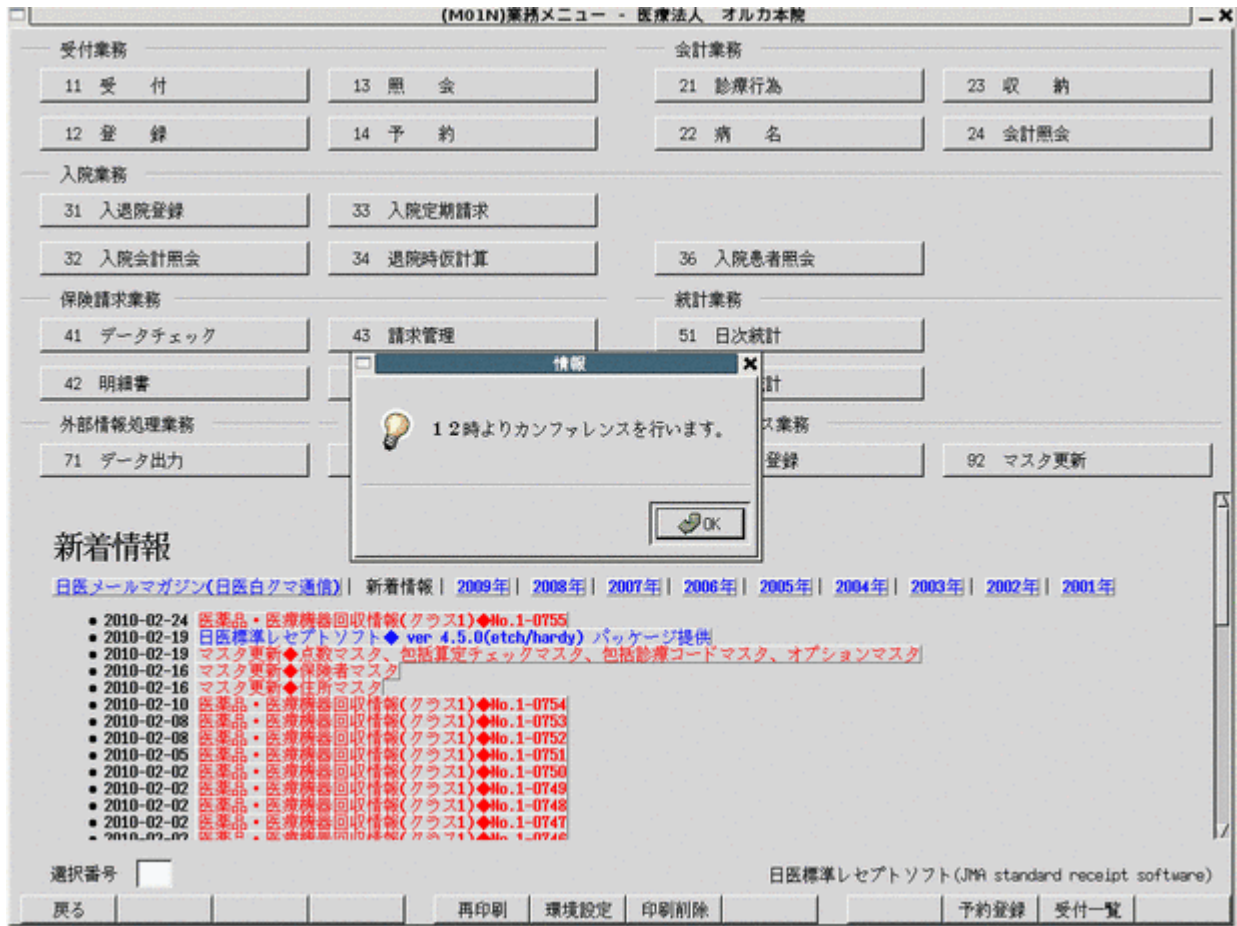 (M01N)業務メニュー - 医療法人 オルカ本院
受付業務
会計業務
11 受 付
13 照 会
21 診療行為
23 収 納
12 登 録
14 予 約
22 病 名
24 会計照会
入院業務
31 入退院登録
33 入院定期請求
32 入院会計照会
34 退院時仮計算
36 入院患者照会
保険請求業務
統計業務
41 データチェック
43 請求管理
51 日次統計
情報
42 明細書
計
１２時よりカンファレンスを行います。
外部情報処理業務
ス業務
71 データ出力
登録
92 マスタ更新
OK
新着情報
日医メールマガジン(日医白クマ通信)| 新着情報| 2009年| 2008年| 2007年| 2006年| 2005年| 2004年| 2003年| 2002年| 2001年
• 2010-02-24 医薬品・医療機器回収情報(クラス1)◆No.1-0755
• 2010-02-19 日医標準レセプトソフト◆ ver 4.5.0(etch/hardy) パッケージ提供
• 2010-02-19 マスタ更新◆点数マスタ、包括算定チェックマスタ、包括診療コードマスタ、オプションマスタ
• 2010-02-16 マスタ更新◆保険者マスタ
• 2010-02-16 マスタ更新◆住所マスタ
• 2010-02-10 医薬品・医療機器回収情報(クラス1)◆No.1-0754
• 2010-02-08 医薬品・医療機器回収情報(クラス1)◆No.1-0753
• 2010-02-08 医薬品・医療機器回収情報(クラス1)◆No.1-0752
• 2010-02-05 医薬品・医療機器回収情報(クラス1)◆No.1-0751
• 2010-02-02 医薬品・医療機器回収情報(クラス1)◆No.1-0750
• 2010-02-02 医薬品・医療機器回収情報(クラス1)◆No.1-0749
• 2010-02-02 医薬品・医療機器回収情報(クラス1)◆No.1-0748
• 2010-02-02 医薬品・医療機器回収情報(クラス1)◆No.1-0747
• 2010-02-02 医薬品・医療機器回収情報(クラス1)◆No.1-0746
選択番号
日医標準レセプトソフト(JMA standard receipt software)
戻る
再印刷
環境設定
印刷削除
予約登録
受付一覧